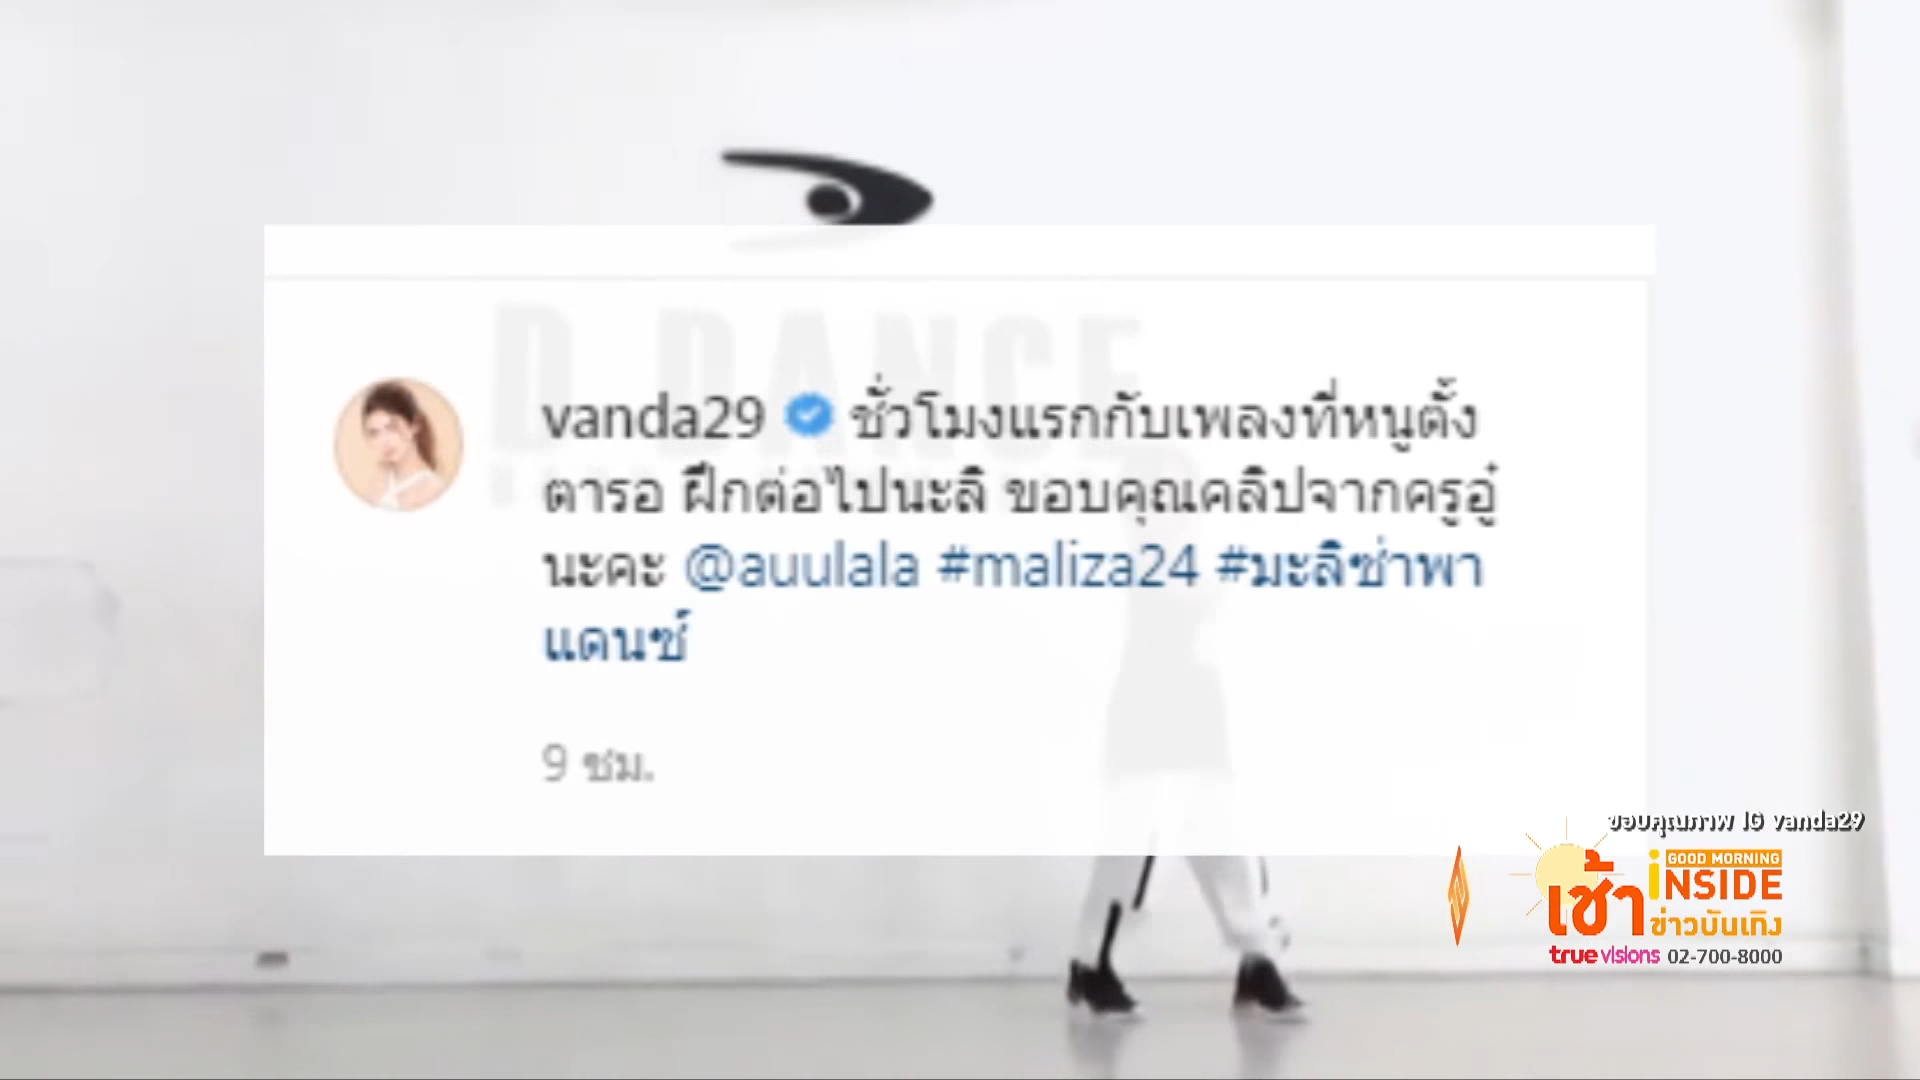 D DANCE
vanda29 ชั่วโมงแรกกับเพลงที่หนูตั้ง
ตารอ ฝึกต่อไปนะลิ ขอบคุณคลิปจากครูอู๋
นะคะ @auulala #maliza24 #มะลิซ่าพา
แดนซ์
9 ชม.
ขอบคุณภาพ IG vanda29
GOOD MORNING
เช้า iNSIDE
ข่าวบันเทิง
truevisions 02-700-8000